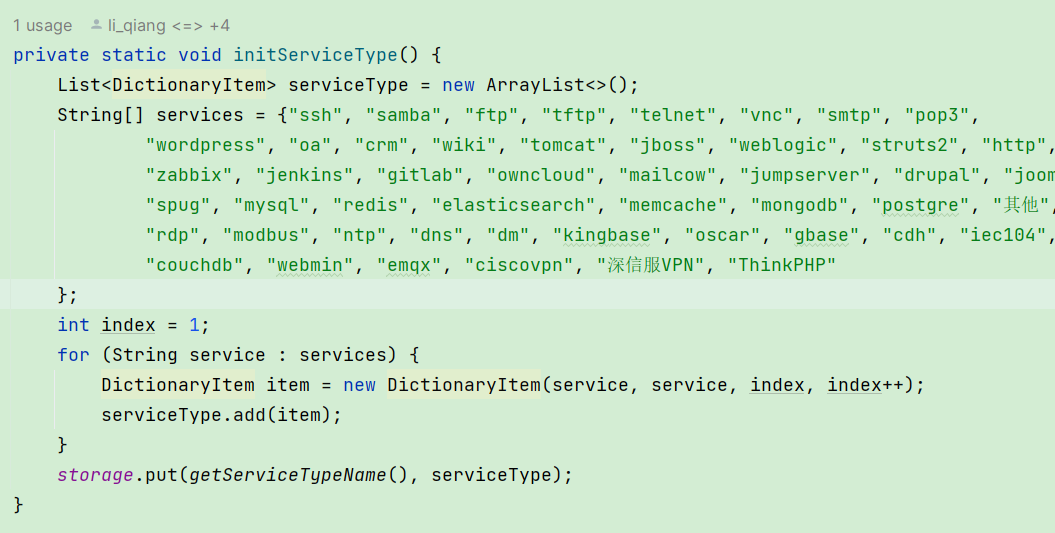 1 usage li_qiang <=> +4
private static void initServiceType() {
    List<DictionaryItem> serviceType = new ArrayList<>();
    String[] services = {"ssh", "samba", "ftp", "tftp", "telnet", "vnc", "smtp", "pop3",
            "wordpress", "oa", "crm", "wiki", "tomcat", "jboss", "weblogic", "struts2", "http",
            "zabbix", "jenkins", "gitlab", "owncloud", "mailcow", "jumpserver", "drupal", "joom
            "spug", "mysql", "redis", "elasticsearch", "memcache", "mongodb", "postgre", "其他",
            "rdp", "modbus", "ntp", "dns", "dm", "kingbase", "oscar", "gbase", "cdh", "iec104",
            "couchdb", "webmin", "emqx", "ciscovpn", "深信服VPN", "ThinkPHP"
    };
    int index = 1;
    for (String service : services) {
        DictionaryItem item = new DictionaryItem(service, service, index, index++);
        serviceType.add(item);
    }
    storage.put(getServiceTypeName(), serviceType);
}